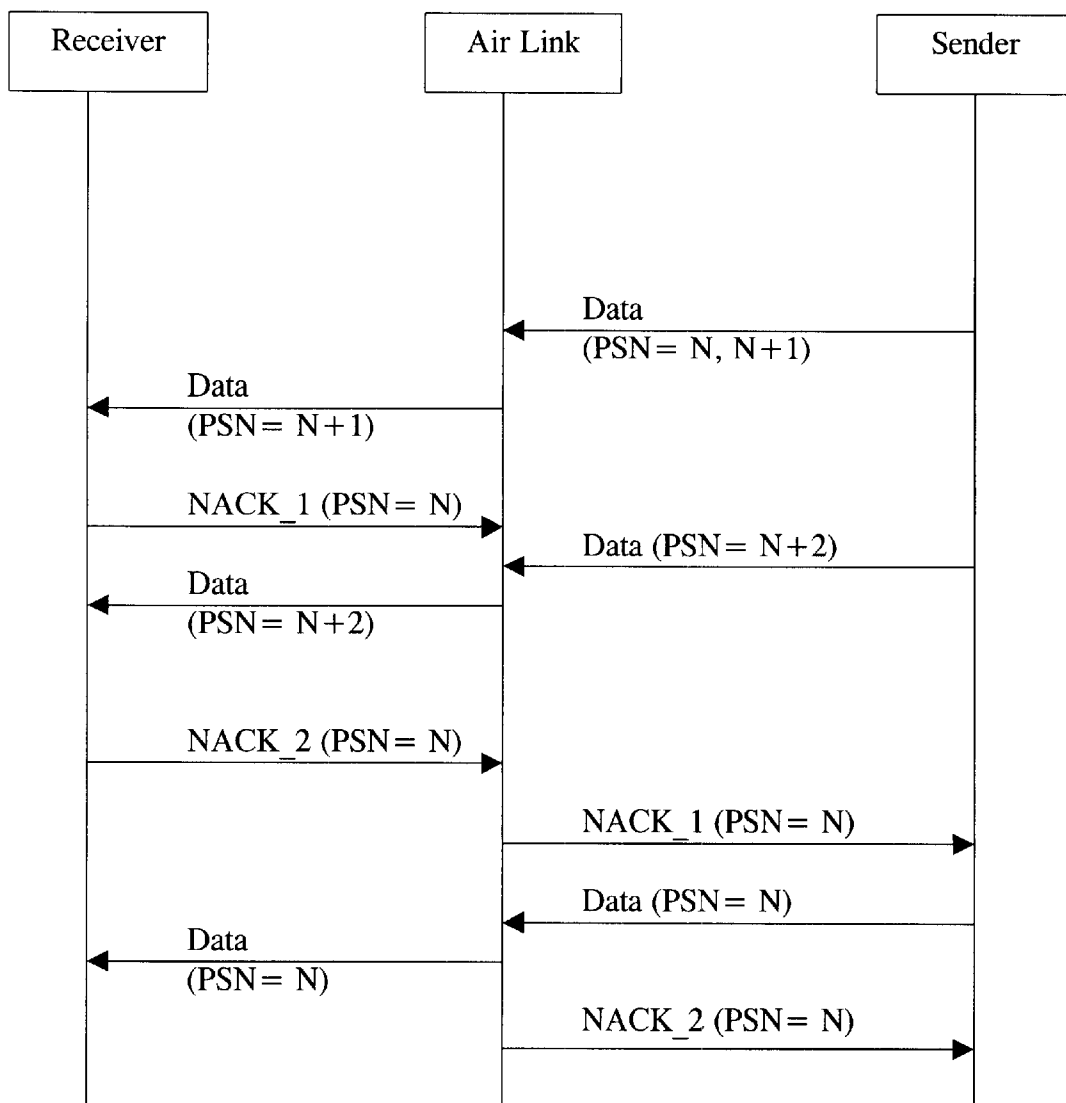 Receiver
Air Link
Sender
Data
(PSN= N, N+1)
Data
(PSN= N+1)
NACK_1 (PSN= N)
Data (PSN= N+2)
Data
(PSN= N+2)
NACK_2 (PSN= N)
NACK_1 (PSN= N)
Data (PSN= N)
Data
(PSN= N)
NACK_2 (PSN= N)